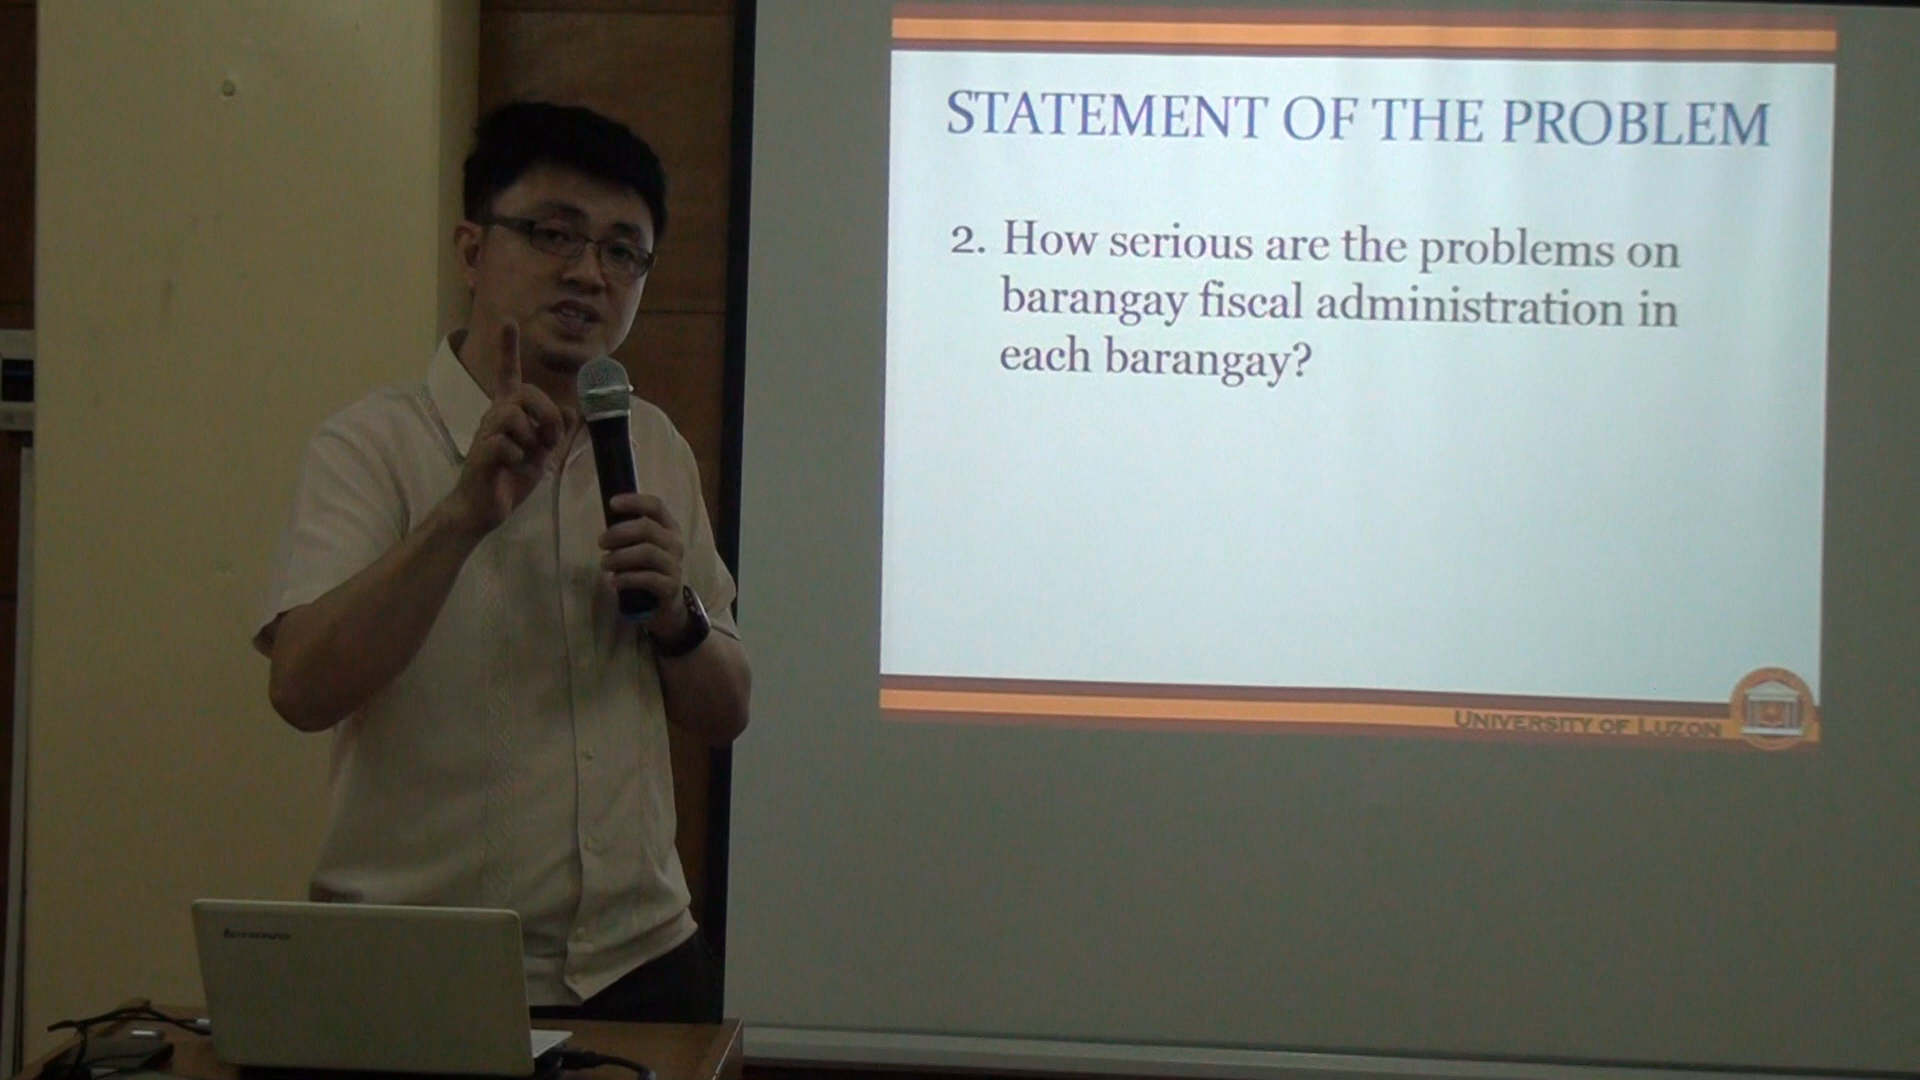 STATEMENT OF THE PROBLEM
2. How serious are the problems on
barangay fiscal administration in
each barangay?
UNIVERSITY OF LUZON
lenovo